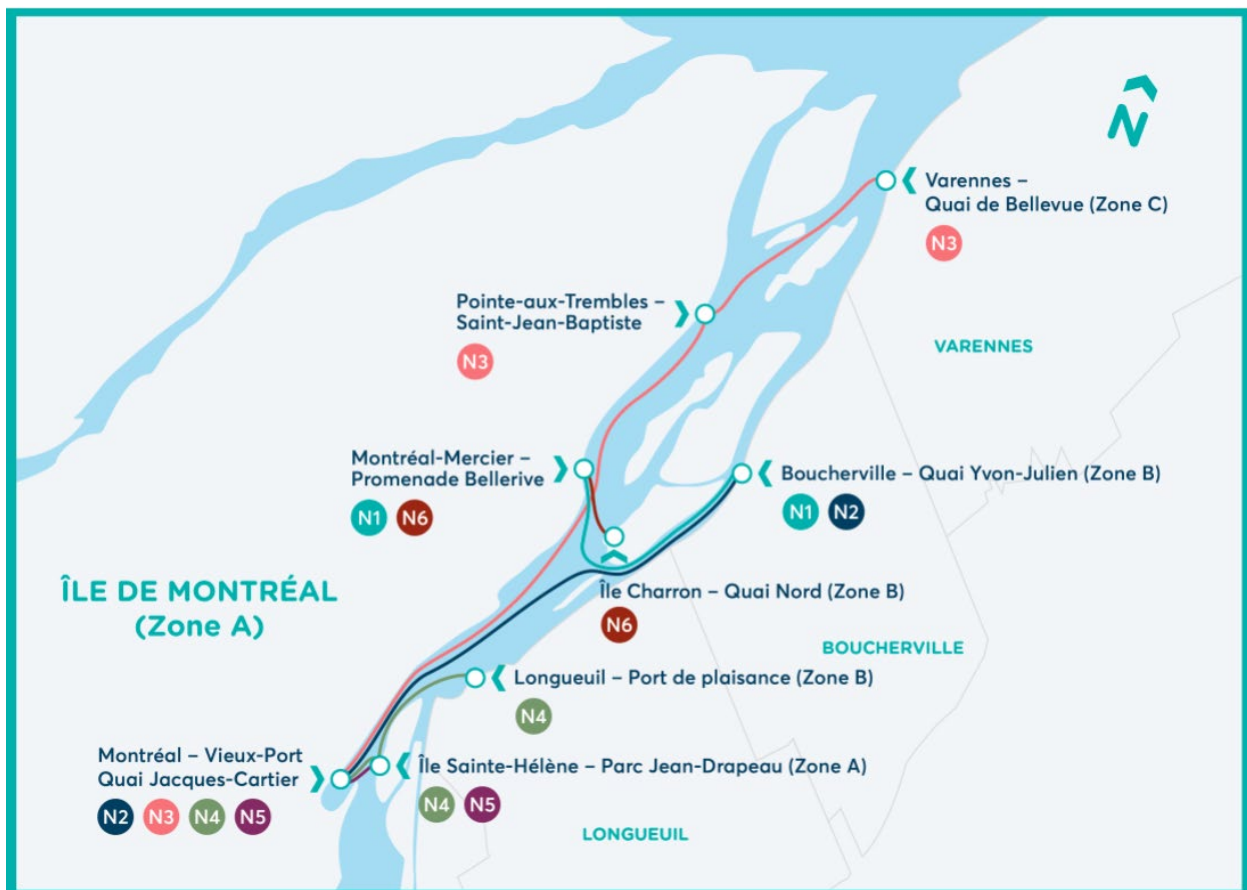 N
Varennes –
Quai de Bellevue (Zone C)
N3
Pointe-aux-Trembles –
Saint-Jean-Baptiste
N3
VARENNES
Montréal-Mercier –
Promenade Bellerive
N1 N6
Boucherville – Quai Yvon-Julien (Zone B)
N1 N2
ÎLE DE MONTRÉAL
(Zone A)
Île Charron – Quai Nord (Zone B)
N6
BOUCHERVILLE
Longueuil – Port de plaisance (Zone B)
N4
Montréal – Vieux-Port
Quai Jacques-Cartier
N2 N3 N4 N5
Île Sainte-Hélène – Parc Jean-Drapeau (Zone A)
N4 N5
LONGUEUIL